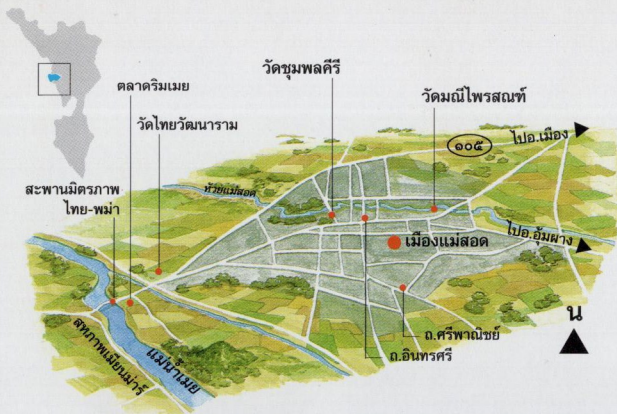 วัดชุมพลคีรี
ตลาดริมเมย
วัดมณีไพรสณฑ์
วัดไทยวัฒนาราม
๑๐๕
ไปอ.เมือง
ห้วยแม่สอด
สะพานมิตรภาพ
ไทย-พม่า
ไปอ.อุ้มผาง
เมืองแม่สอด
น
ถ.ศรีพาณิชย์
ถ.อินทรศรี
สหภาพเมียนม่าร์
แม่น้ำเมย